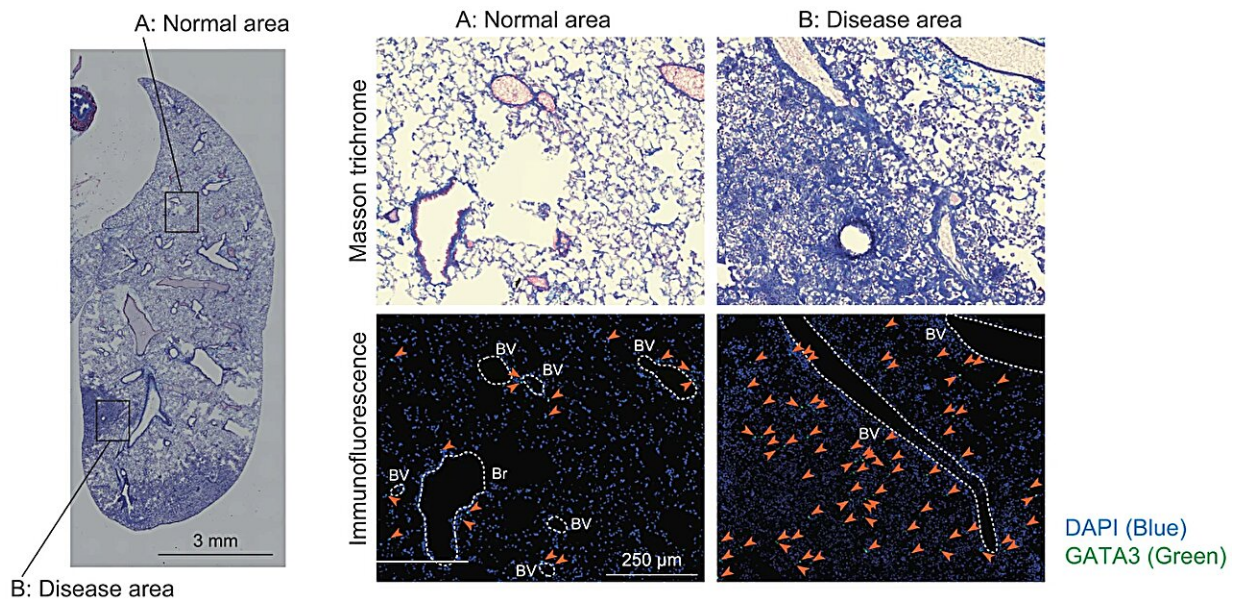 A: Normal area
3 mm
B: Disease area
A: Normal area
B: Disease area
Masson trichrome
Immunofluorescence
BV
BV
BV
BV
Br
BV
BV
250 µm
BV
BV
DAPI (Blue)
GATA3 (Green)